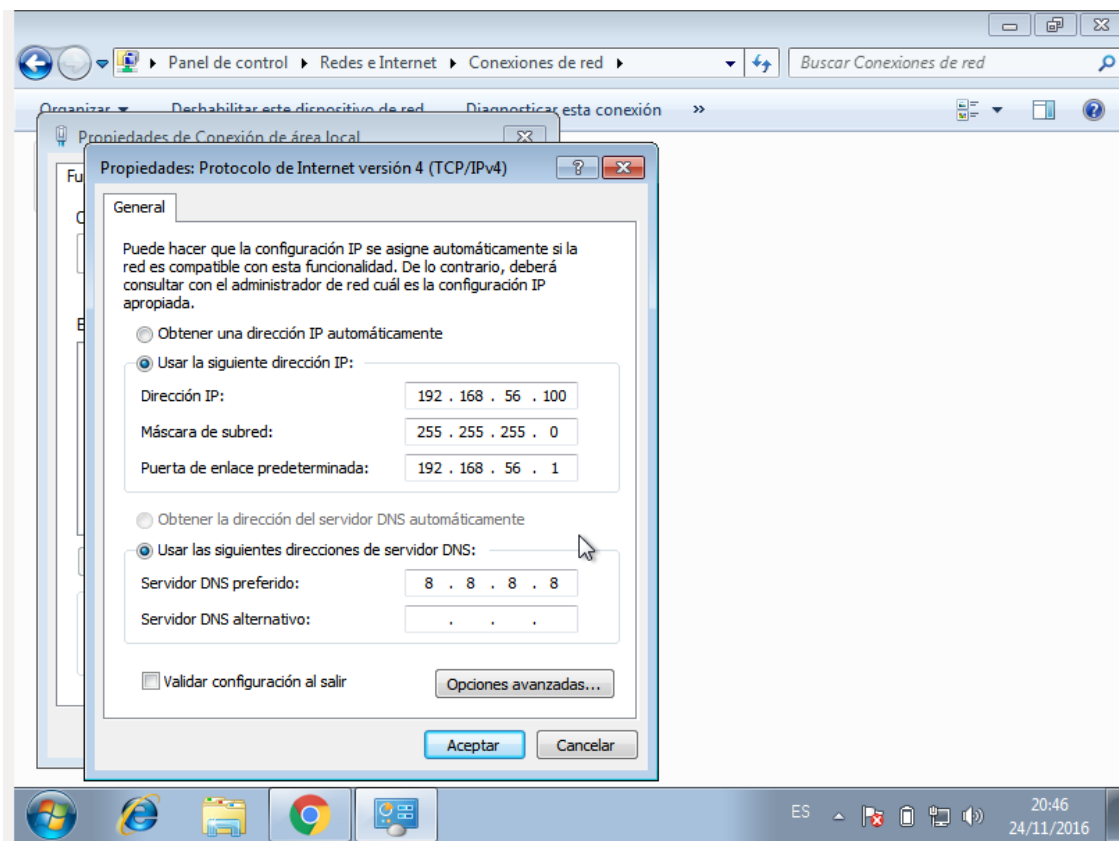 Panel de control ▸ Redes e Internet ▸ Conexiones de red ▸
Buscar Conexiones de red
Organizar Deshabilitar este dispositivo de red Diagnosticar esta conexión »
Propiedades de Conexión de área local
Fu
Propiedades: Protocolo de Internet versión 4 (TCP/IPv4)
General
Puede hacer que la configuración IP se asigne automáticamente si la
red es compatible con esta funcionalidad. De lo contrario, deberá
consultar con el administrador de red cuál es la configuración IP
apropiada.
Obtener una dirección IP automáticamente
Usar la siguiente dirección IP:
Dirección IP: 192 . 168 . 56 . 100
Máscara de subred: 255 . 255 . 255 . 0
Puerta de enlace predeterminada: 192 . 168 . 56 . 1
Obtener la dirección del servidor DNS automáticamente
Usar las siguientes direcciones de servidor DNS:
Servidor DNS preferido: 8 . 8 . 8 . 8
Servidor DNS alternativo: . . .
Validar configuración al salir
Opciones avanzadas...
Aceptar Cancelar
ES
20:46
24/11/2016